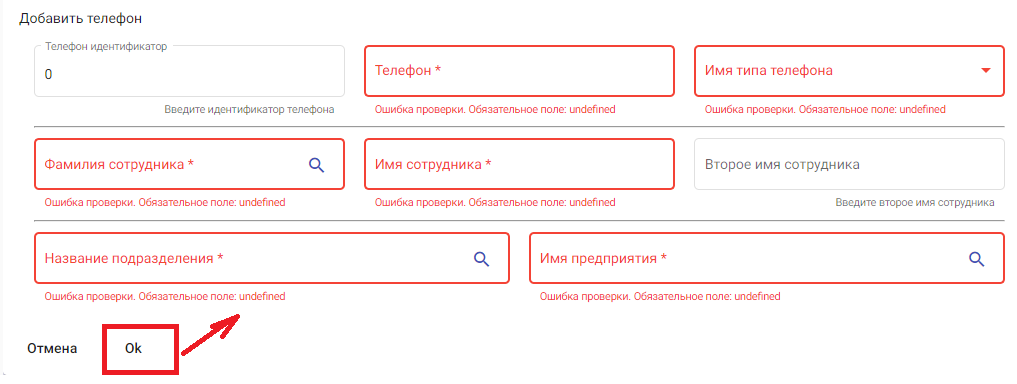 Добавить телефон
Телефон идентификатор
0
Телефон *
Имя типа телефона
Введите идентификатор телефона
Ошибка проверки. Обязательное поле: undefined
Ошибка проверки. Обязательное поле: undefined
Фамилия сотрудника *
Имя сотрудника *
Второе имя сотрудника
Ошибка проверки. Обязательное поле: undefined
Ошибка проверки. Обязательное поле: undefined
Введите второе имя сотрудника
Название подразделения *
Имя предприятия *
Ошибка проверки. Обязательное поле: undefined
Ошибка проверки. Обязательное поле: undefined
Отмена
Ok